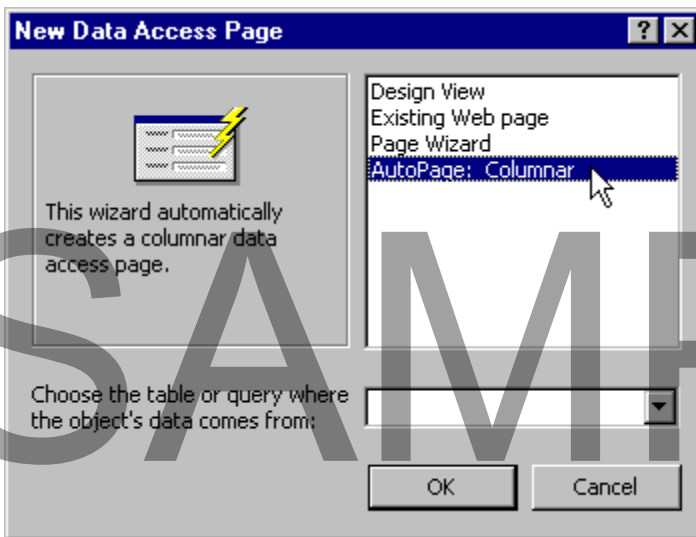 New Data Access Page
Design View
Existing Web page
Page Wizard
AutoPage: Columnar
This wizard automatically
creates a columnar data
access page.
Choose the table or query where
the object's data comes from:
OK
Cancel